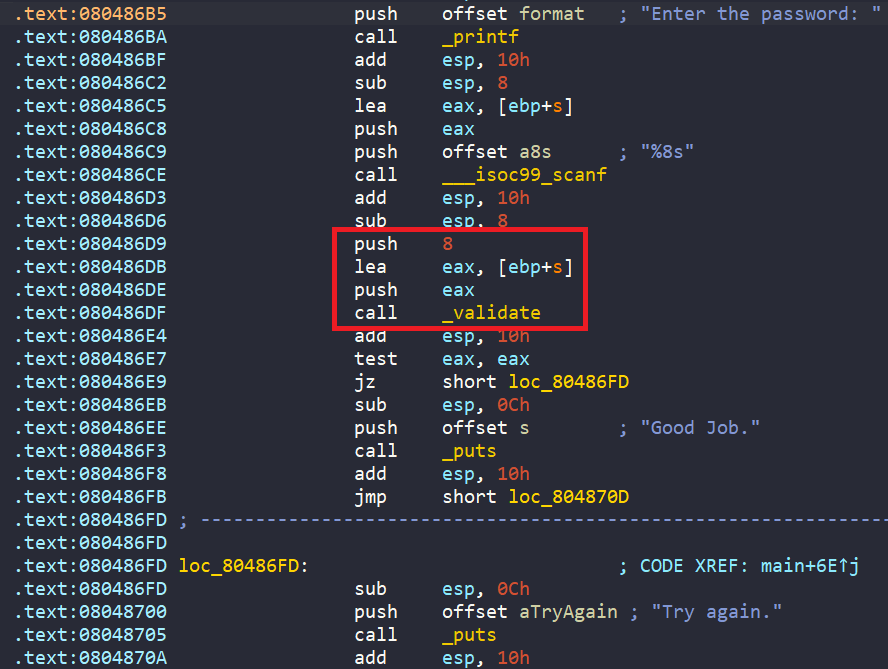 .text:080486B5 push offset format ; "Enter the password: "
.text:080486BA call _printf
.text:080486BF add esp, 10h
.text:080486C2 sub esp, 8
.text:080486C5 lea eax, [ebp+s]
.text:080486C8 push eax
.text:080486C9 push offset a8s ; "%8s"
.text:080486CE call ___isoc99_scanf
.text:080486D3 add esp, 10h
.text:080486D6 sub esp, 8
.text:080486D9 push 8
.text:080486DB lea eax, [ebp+s]
.text:080486DE push eax
.text:080486DF call _validate
.text:080486E4 add esp, 10h
.text:080486E7 test eax, eax
.text:080486E9 jz short loc_80486FD
.text:080486EB sub esp, 0Ch
.text:080486EE push offset s ; "Good Job."
.text:080486F3 call _puts
.text:080486F8 add esp, 10h
.text:080486FB jmp short loc_804870D
.text:080486FD ; ---------------------------------------------------------------
.text:080486FD
.text:080486FD loc_80486FD: ; CODE XREF: main+6E↑j
.text:080486FD sub esp, 0Ch
.text:08048700 push offset aTryAgain ; "Try again."
.text:08048705 call _puts
.text:0804870A add esp, 10h